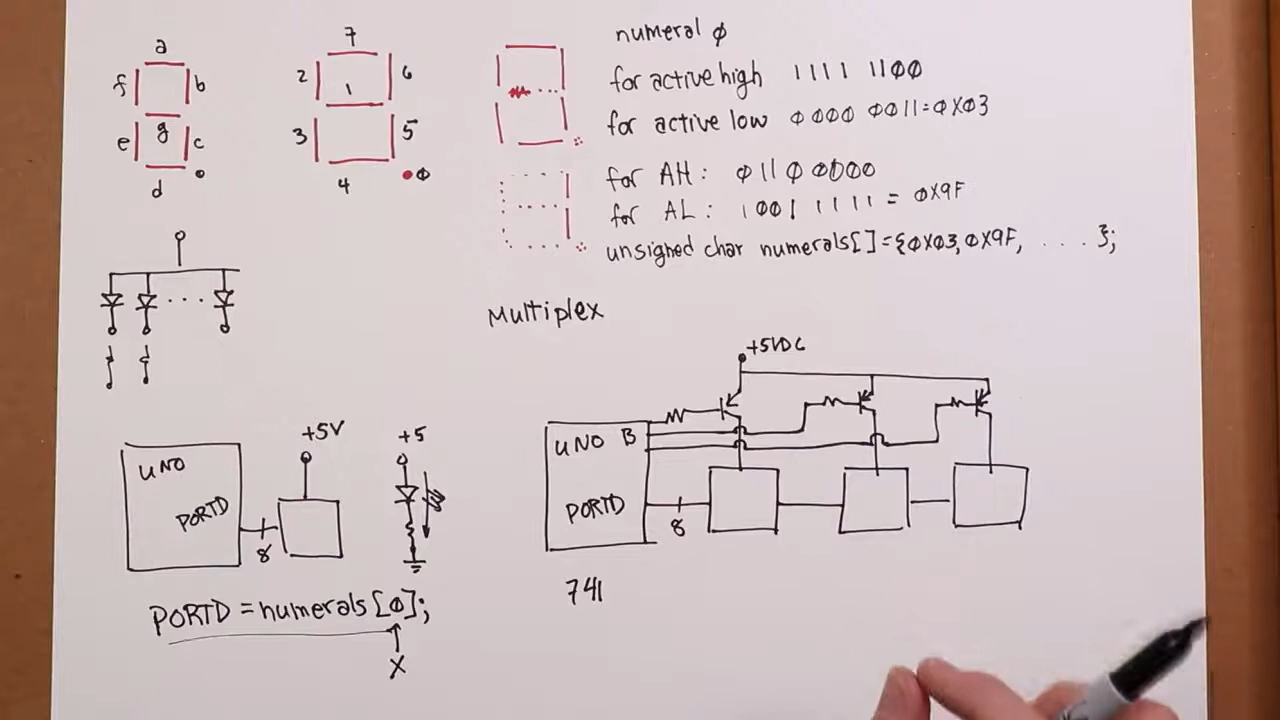 a
f b
g
e c
d
7
2 6
1
3 5
4 φ
numeral φ
for active high 1111 11φφ
for active low φφφφ φφ11=φXφ3
for AH: φ11φ φφφφ
for AL: 1φφ1 1111 = φX9F
unsigned char numerals[]={φXφ3,φX9F, . . . . };
Multiplex
UNO
PORTD
8
+5V
+5
PORTD=numerals[φ];
X
+5VDC
UNO B
PORTD
8
741